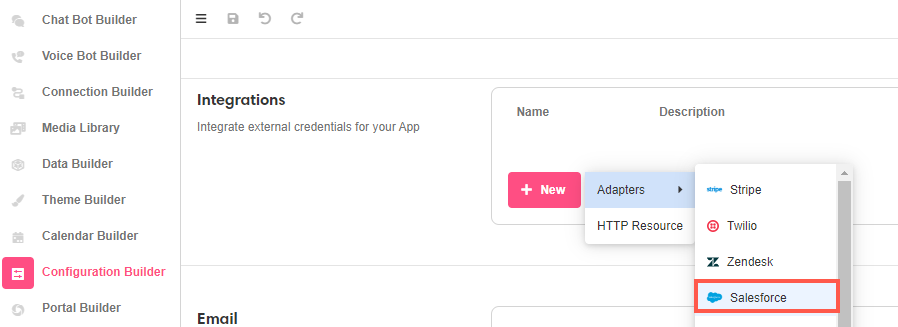 Chat Bot Builder
Voice Bot Builder
Connection Builder
Media Library
Data Builder
Theme Builder
Calendar Builder
Configuration Builder
Portal Builder
Integrations
Integrate external credentials for your App
Name Description
New
Adapters
HTTP Resource
stripe Stripe
Twilio
Zendesk
Salesforce
Email